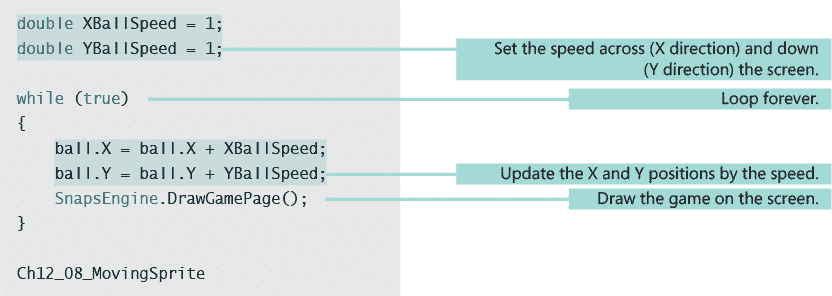 double XBallSpeed = 1;
double YBallSpeed = 1;
Set the speed across (X direction) and down
(Y direction) the screen.
while (true)
Loop forever.
{
ball.X = ball.X + XBallSpeed;
ball.Y = ball.Y + YBallSpeed;
Update the X and Y positions by the speed.
SnapsEngine.DrawGamePage();
Draw the game on the screen.
}
Ch12_08_MovingSprite